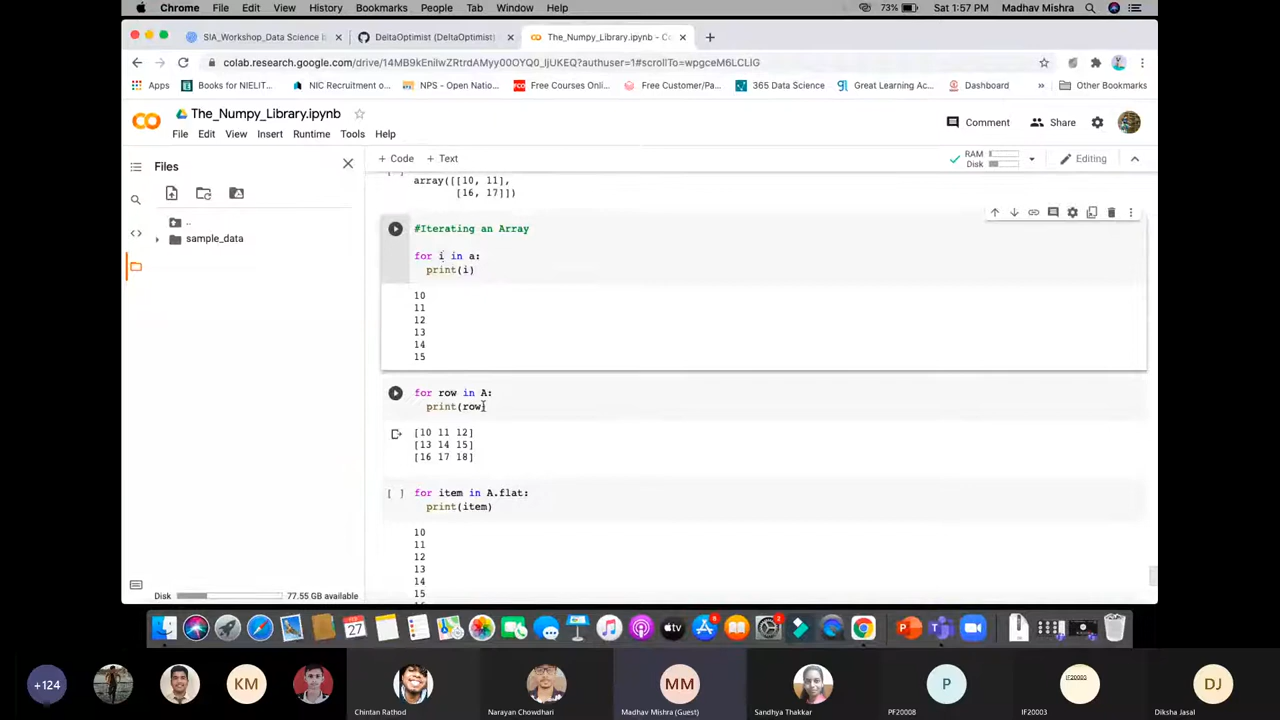 Chrome File Edit View History Bookmarks People Tab Window Help 73% Sat 1:57 PM Madhav Mishra
SIA_Workshop_Data Science b
DeltaOptimist (DeltaOptimist)
The_Numpy_Library.ipynb - Co
Apps Books for NIELIT... NIC Recruitment o... NPS - Open Natio... Free Courses Onli... Free Customer/Pa... 365 Data Science Great Learning Ac... Dashboard » Other Bookmarks
The_Numpy_Library.ipynb
Comment Share
File Edit View Insert Runtime Tools Help
Files
+ Code + Text
RAM
Disk
Editing
..
sample_data
array([[10, 11],
[16, 17]])
#Iterating an Array
for i in a:
print(i)
10
11
12
13
14
15
for row in A:
print(row)
[10 11 12]
[13 14 15]
[16 17 18]
[ ] for item in A.flat:
print(item)
10
11
12
13
14
15
Disk 77.55 GB available
FEB
27
tv
+124
KM
MM
P
IF20003
DJ
Chintan Rathod
Narayan Chowdhari
Madhav Mishra (Guest)
Sandhya Thakkar
PF20008
IF20003
Diksha Jasal